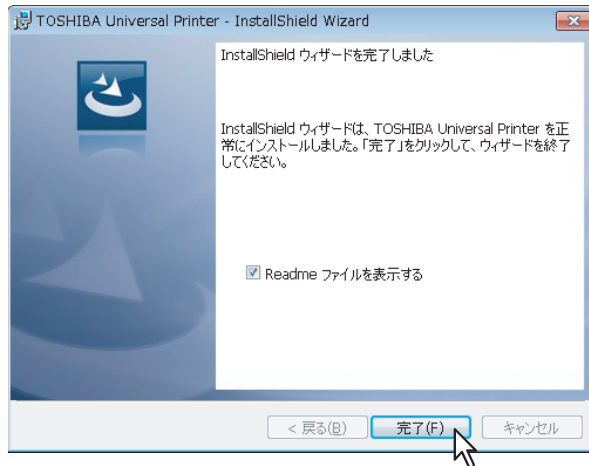 TOSHIBA Universal Printer - InstallShield Wizard
InstallShield ウィザードを完了しました
InstallShield ウィザードは、TOSHIBA Universal Printer を正
常にインストールしました。「完了」をクリックして、ウィザードを終了
してください。
Readme ファイルを表示する
< 戻る(B) 完了(F) キャンセル